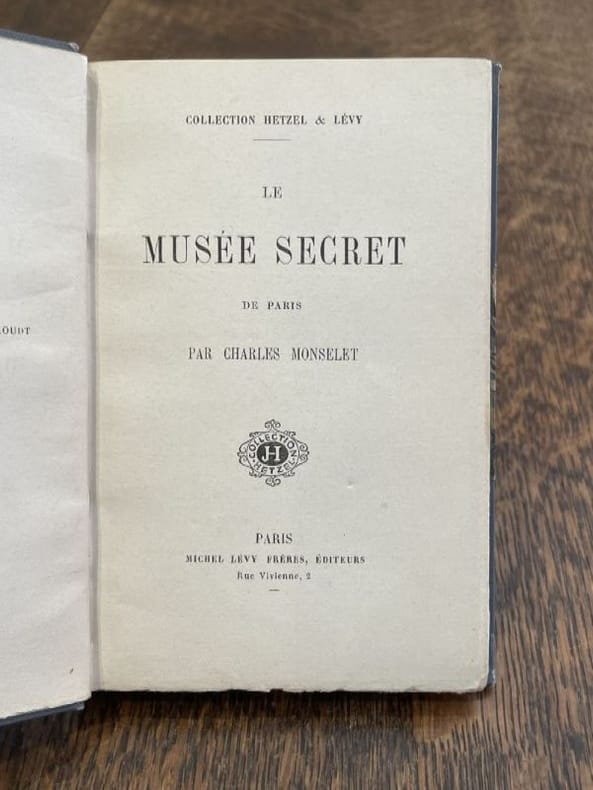 COLLECTION HETZEL & LÉVY
LE
MUSÉE SECRET
DE PARIS
PAR CHARLES MONSELET
COLLECTION
J-H
HETZEL
PARIS
MICHEL LÉVY FRÈRES, ÉDITEURS
Rue Vivienne, 2